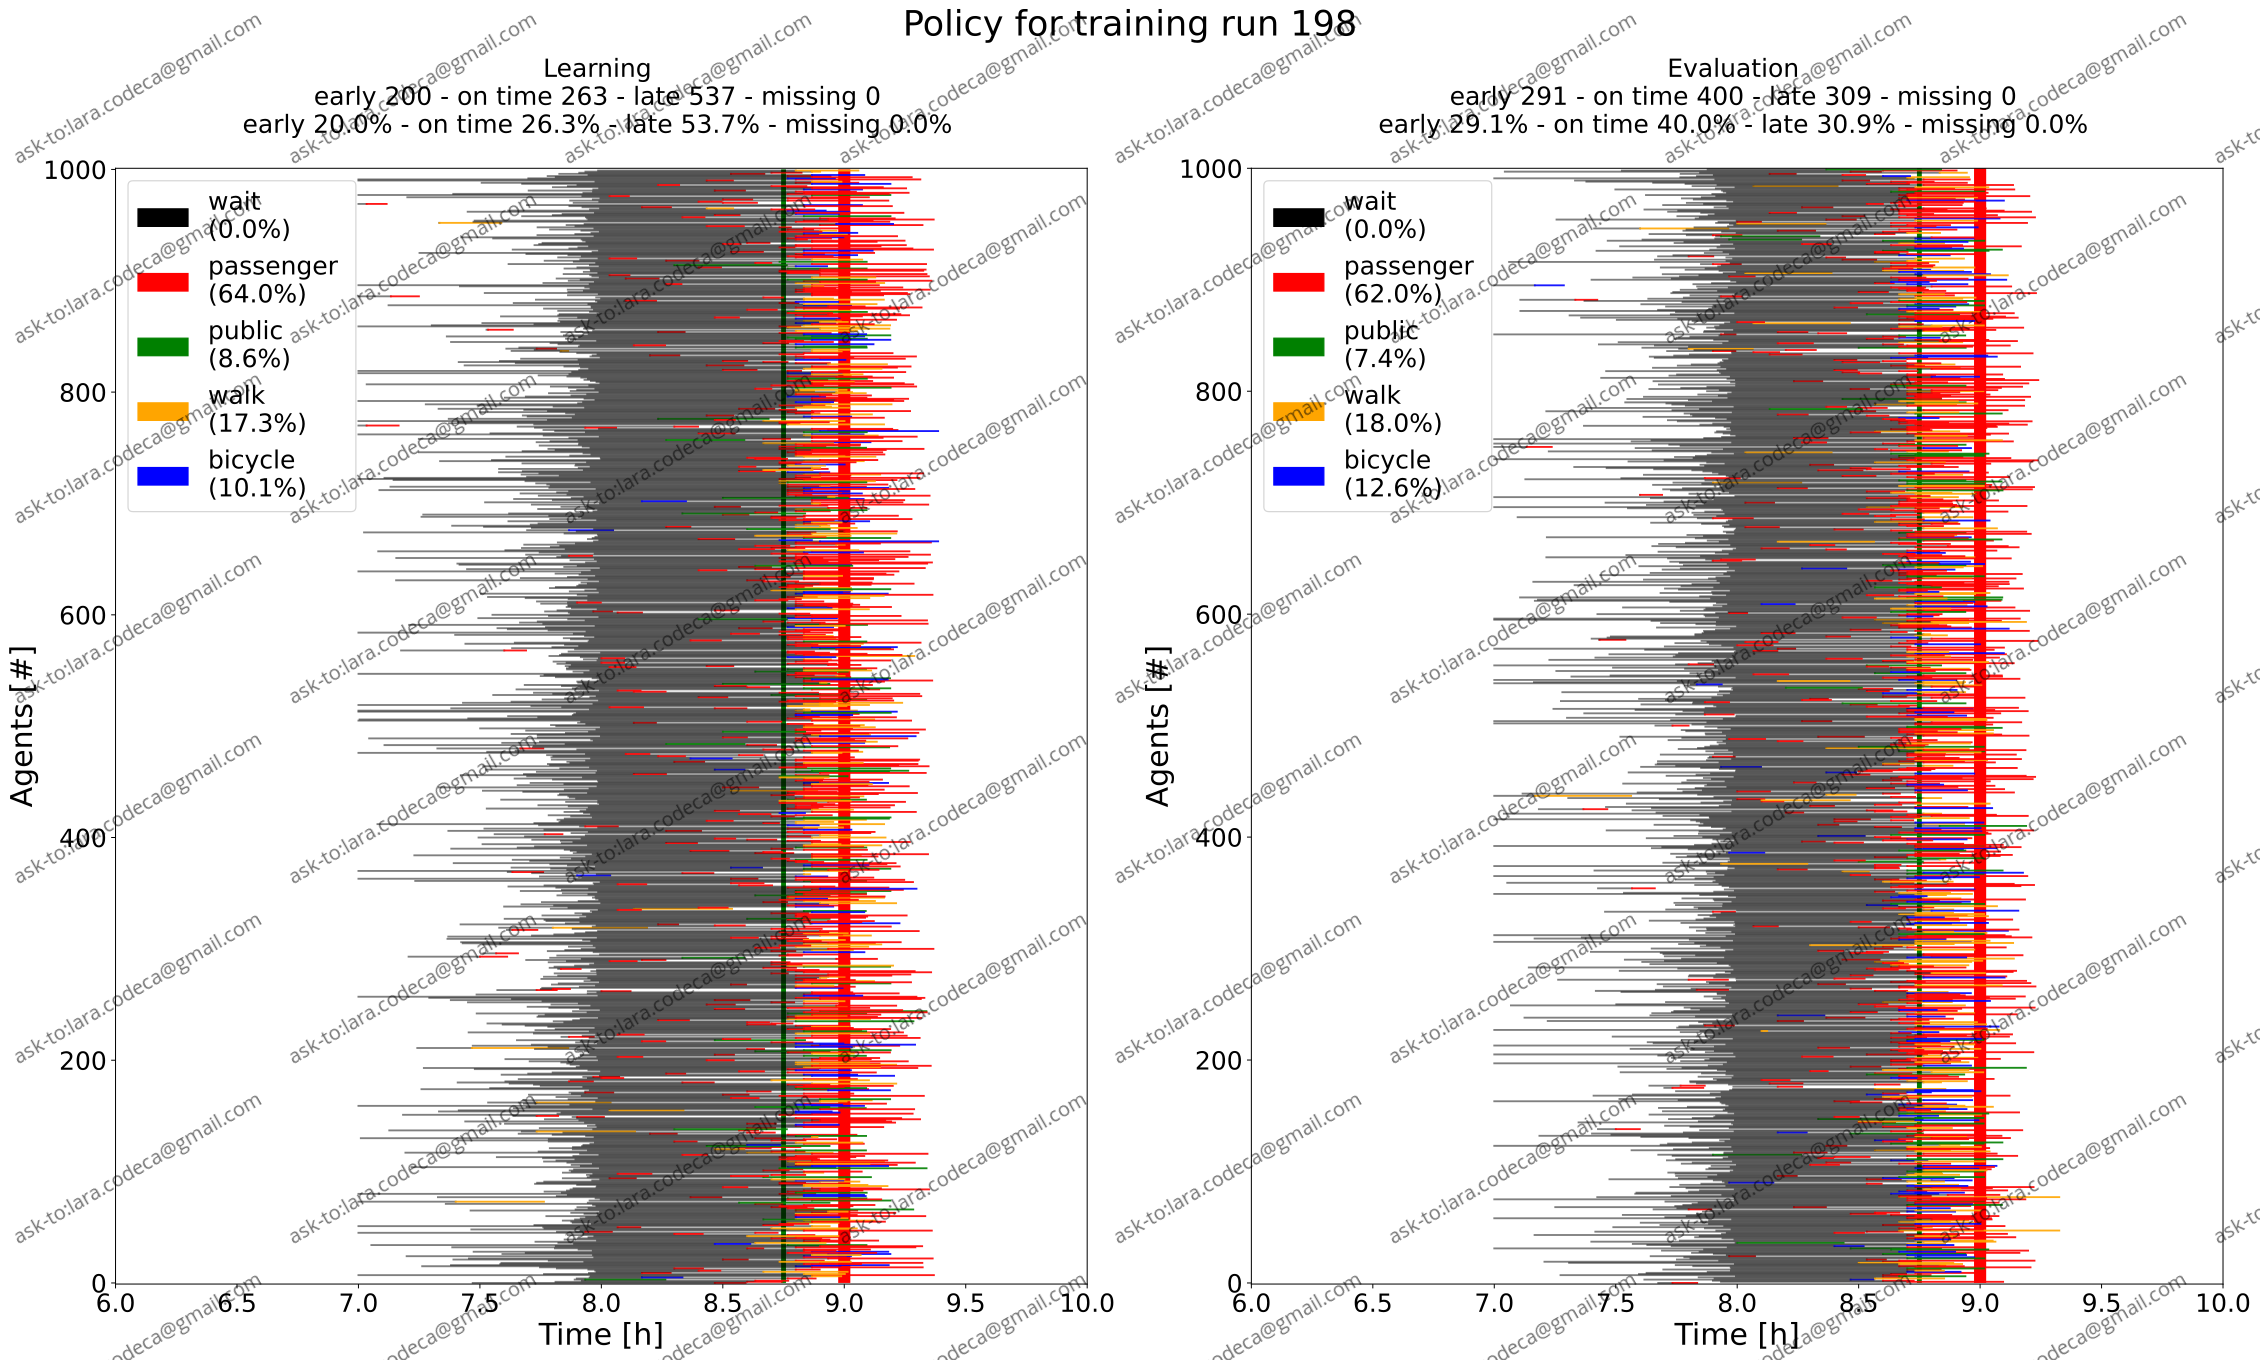 Policy for training run 198
Learning
early 200 - on time 263 - late 537 - missing 0
early 20.0% - on time 26.3% - late 53.7% - missing 0.0%
1000
800
600
400
200
0
Agents [#]
wait
(0.0%)
passenger
(64.0%)
public
(8.6%)
walk
(17.3%)
bicycle
(10.1%)
6.0 6.5 7.0 7.5 8.0 8.5 9.0 9.5 10.0
Time [h]
Evaluation
early 291 - on time 400 - late 309 - missing 0
early 29.1% - on time 40.0% - late 30.9% - missing 0.0%
1000
800
600
400
200
0
Agents [#]
wait
(0.0%)
passenger
(62.0%)
public
(7.4%)
walk
(18.0%)
bicycle
(12.6%)
6.0 6.5 7.0 7.5 8.0 8.5 9.0 9.5 10.0
Time [h]
ask-to:lara.codeca@gmail.com